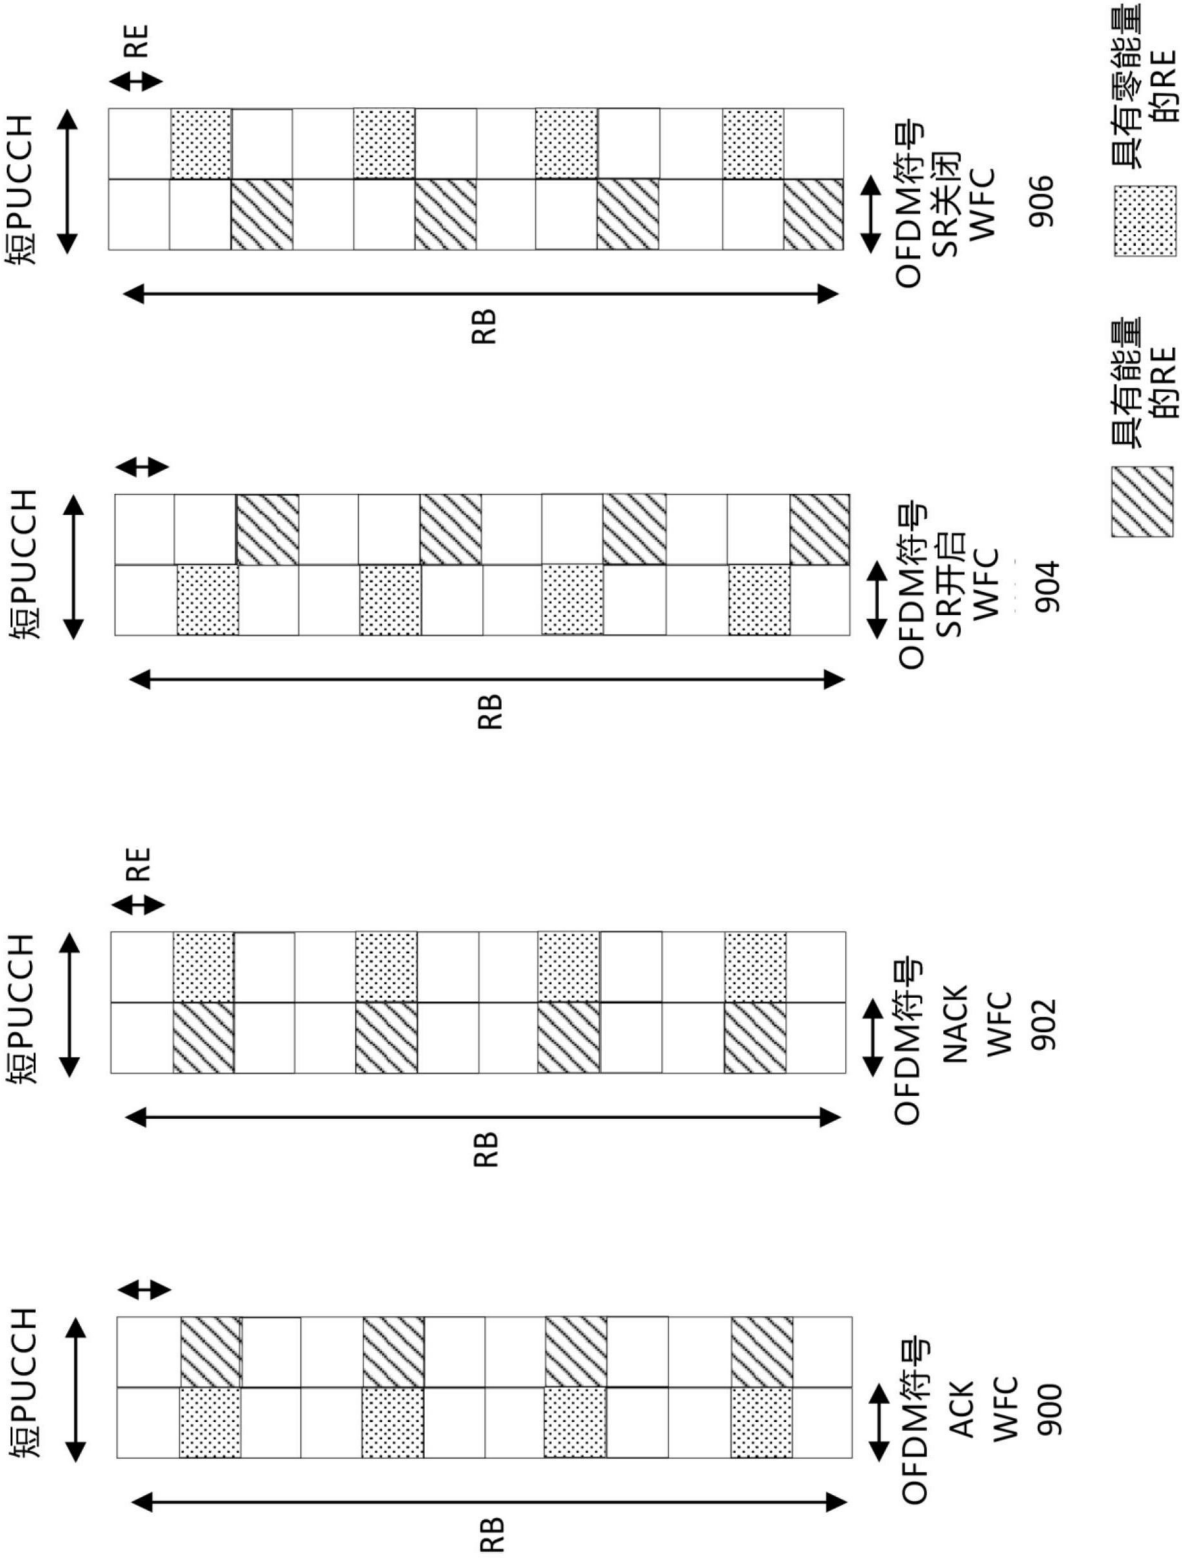 短PUCCH
RB
OFDM符号
ACK
WFC
900
短PUCCH
RE
RB
OFDM符号
NACK
WFC
902
短PUCCH
RB
OFDM符号
SR开启
WFC
904
短PUCCH
RE
RB
OFDM符号
SR关闭
WFC
906
具有能量
的RE
具有零能量
的RE